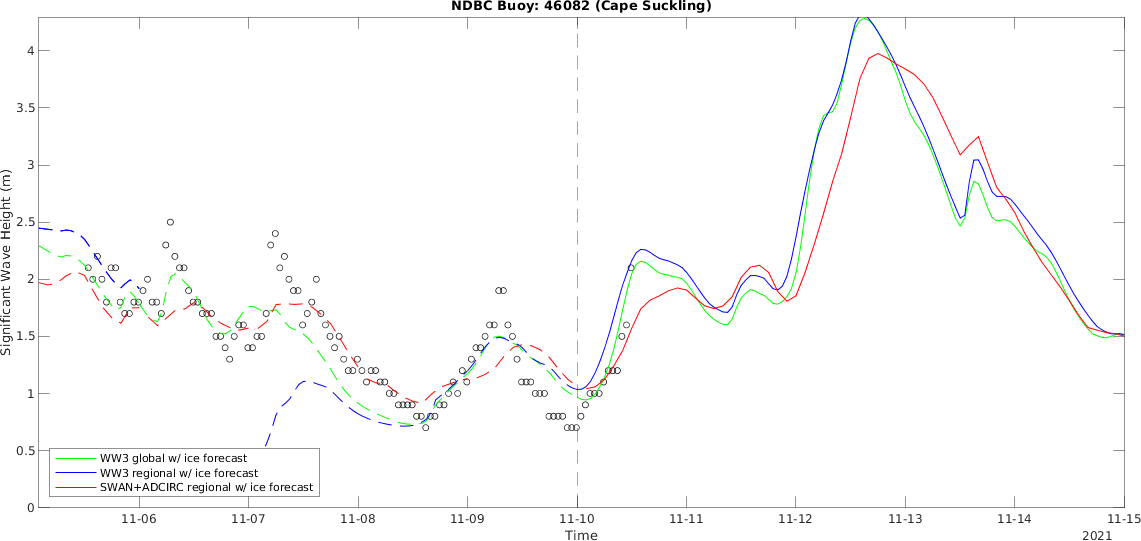 NDBC Buoy: 46082 (Cape Suckling)
Significant Wave Height (m)
4
3.5
3
2.5
2
1.5
1
0.5
0
WW3 global w/ ice forecast
WW3 regional w/ ice forecast
SWAN+ADCIRC regional w/ ice forecast
11-06 11-07 11-08 11-09 11-10 11-11 11-12 11-13 11-14 11-15
Time
2021